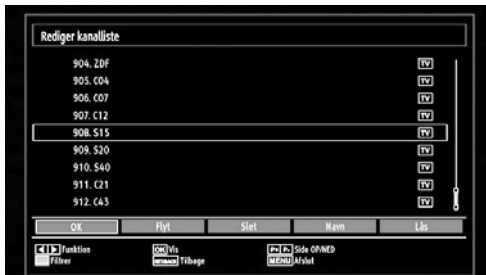 Rediger kanalliste
904. ZDF TV
905. C04 TV
906. C07 TV
907. C12 TV
908. S15 TV
909. S20 TV
910. S40 TV
911. C21 TV
912. C43 TV
OK Flyt Slet Navn Lås
Funktion OK Vis P+ P- Side OP/NED
Filtrer Tilbage MENU Afslut